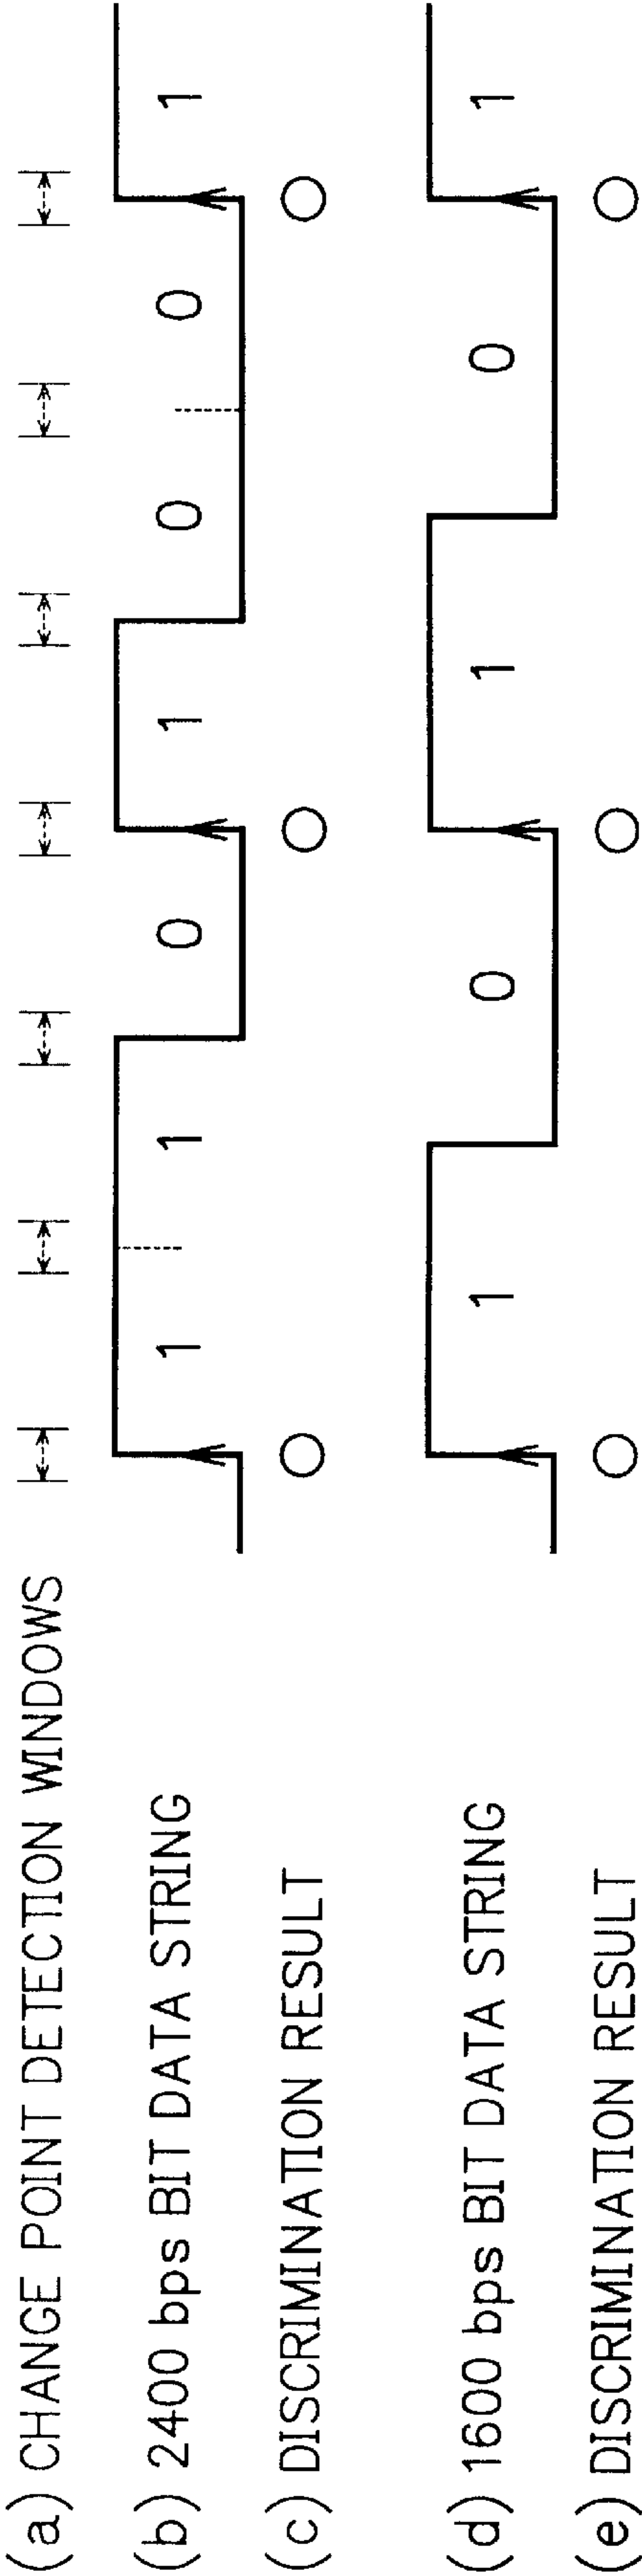 (a) CHANGE POINT DETECTION WINDOWS
(b) 2400 bps BIT DATA STRING
1 1 0 1 0 0 1
(c) DISCRIMINATION RESULT
(d) 1600 bps BIT DATA STRING
1 0 1 0 1
(e) DISCRIMINATION RESULT